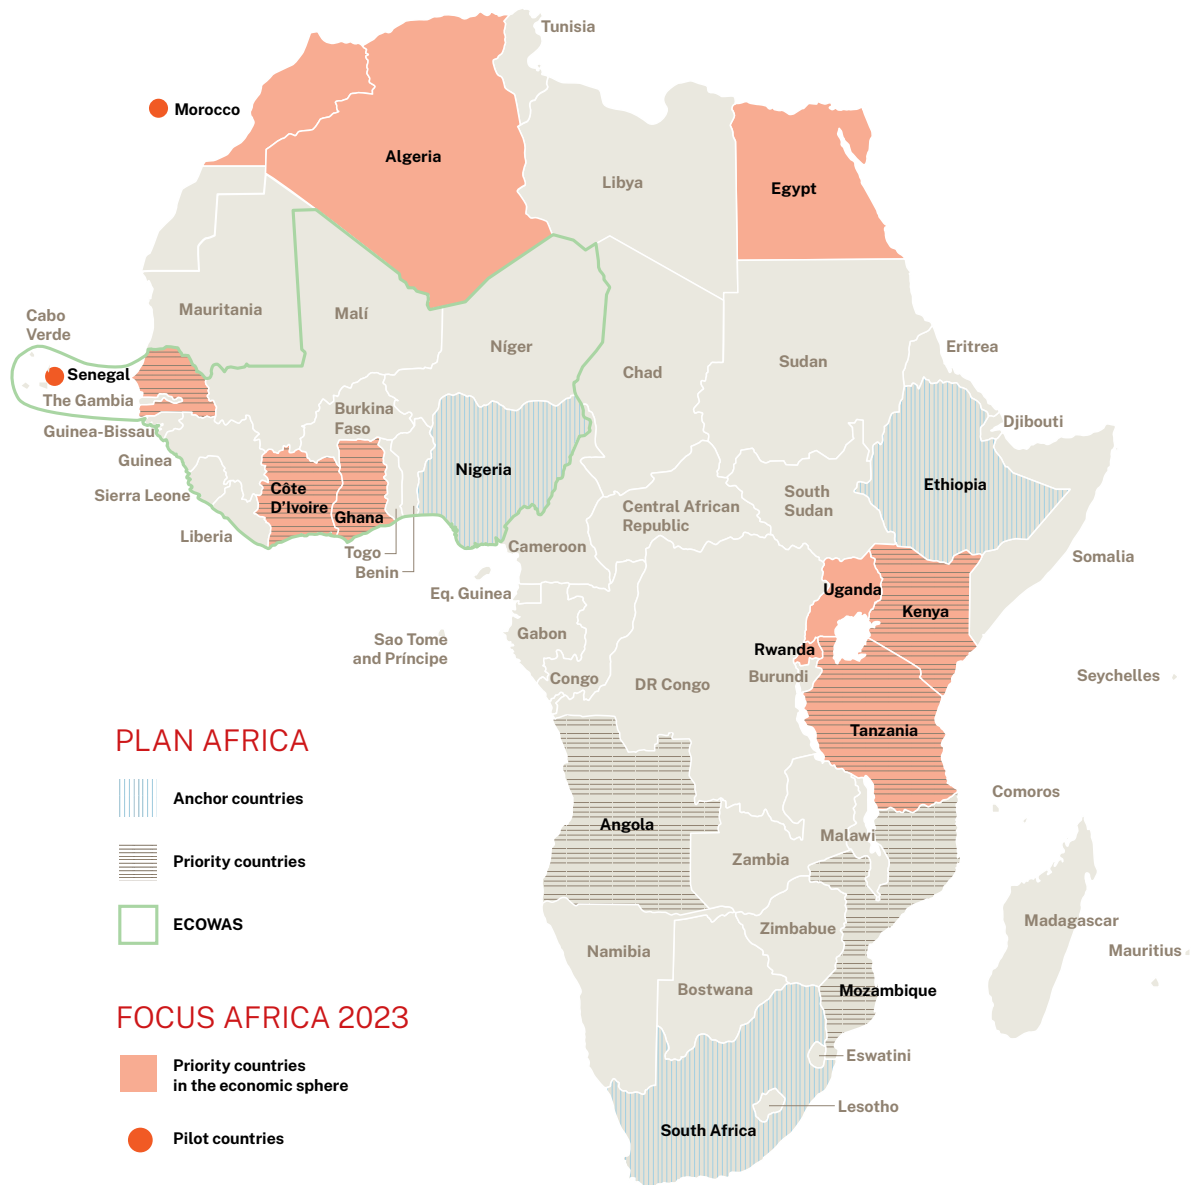 Tunisia
Morocco
Algeria
Libya
Egypt
Mauritania
Malí
Níger
Chad
Sudan
Eritrea
Cabo
Verde
Senegal
The Gambia
Guinea-Bissau
Guinea
Sierra Leone
Liberia
Burkina
Faso
Côte
D'Ivoire
Ghana
Togo
Benin
Nigeria
Djibouti
Ethiopia
Central African
Republic
South
Sudan
Cameroon
Somalia
Eq. Guinea
Uganda
Kenya
Sao Tome
and Príncipe
Gabon
Congo
DR Congo
Rwanda
Burundi
Seychelles
Tanzania
PLAN AFRICA
Anchor countries
Priority countries
ECOWAS
Angola
Comoros
Malawi
Zambia
Zimbabue
Madagascar
Mauritius
Namibia
Bostwana
Mozambique
Eswatini
Lesotho
South Africa
FOCUS AFRICA 2023
Priority countries
in the economic sphere
Pilot countries